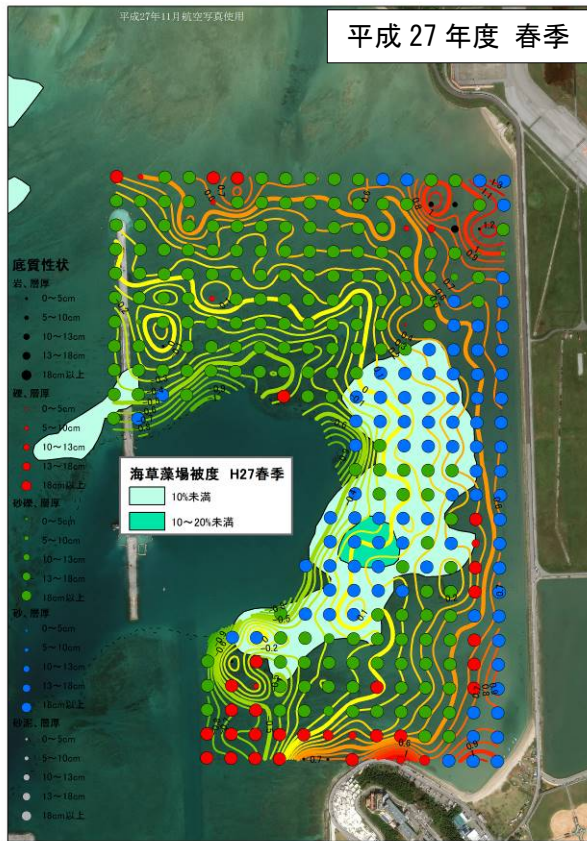 平成27年11月航空写真使用
平成 27 年度 春季
底質性状
岩、層厚
0～5cm
5～10cm
10～13cm
13～18cm
18cm以上
礫、層厚
0～5cm
5～10cm
10～13cm
13～18cm
18cm以上
砂礫、層厚
0～5cm
5～10cm
10～13cm
13～18cm
18cm以上
砂、層厚
0～5cm
5～10cm
10～13cm
13～18cm
18cm以上
砂泥、層厚
0～5cm
5～10cm
10～13cm
13～18cm
18cm以上
海草藻場被度 H27春季
10%未満
10～20%未満